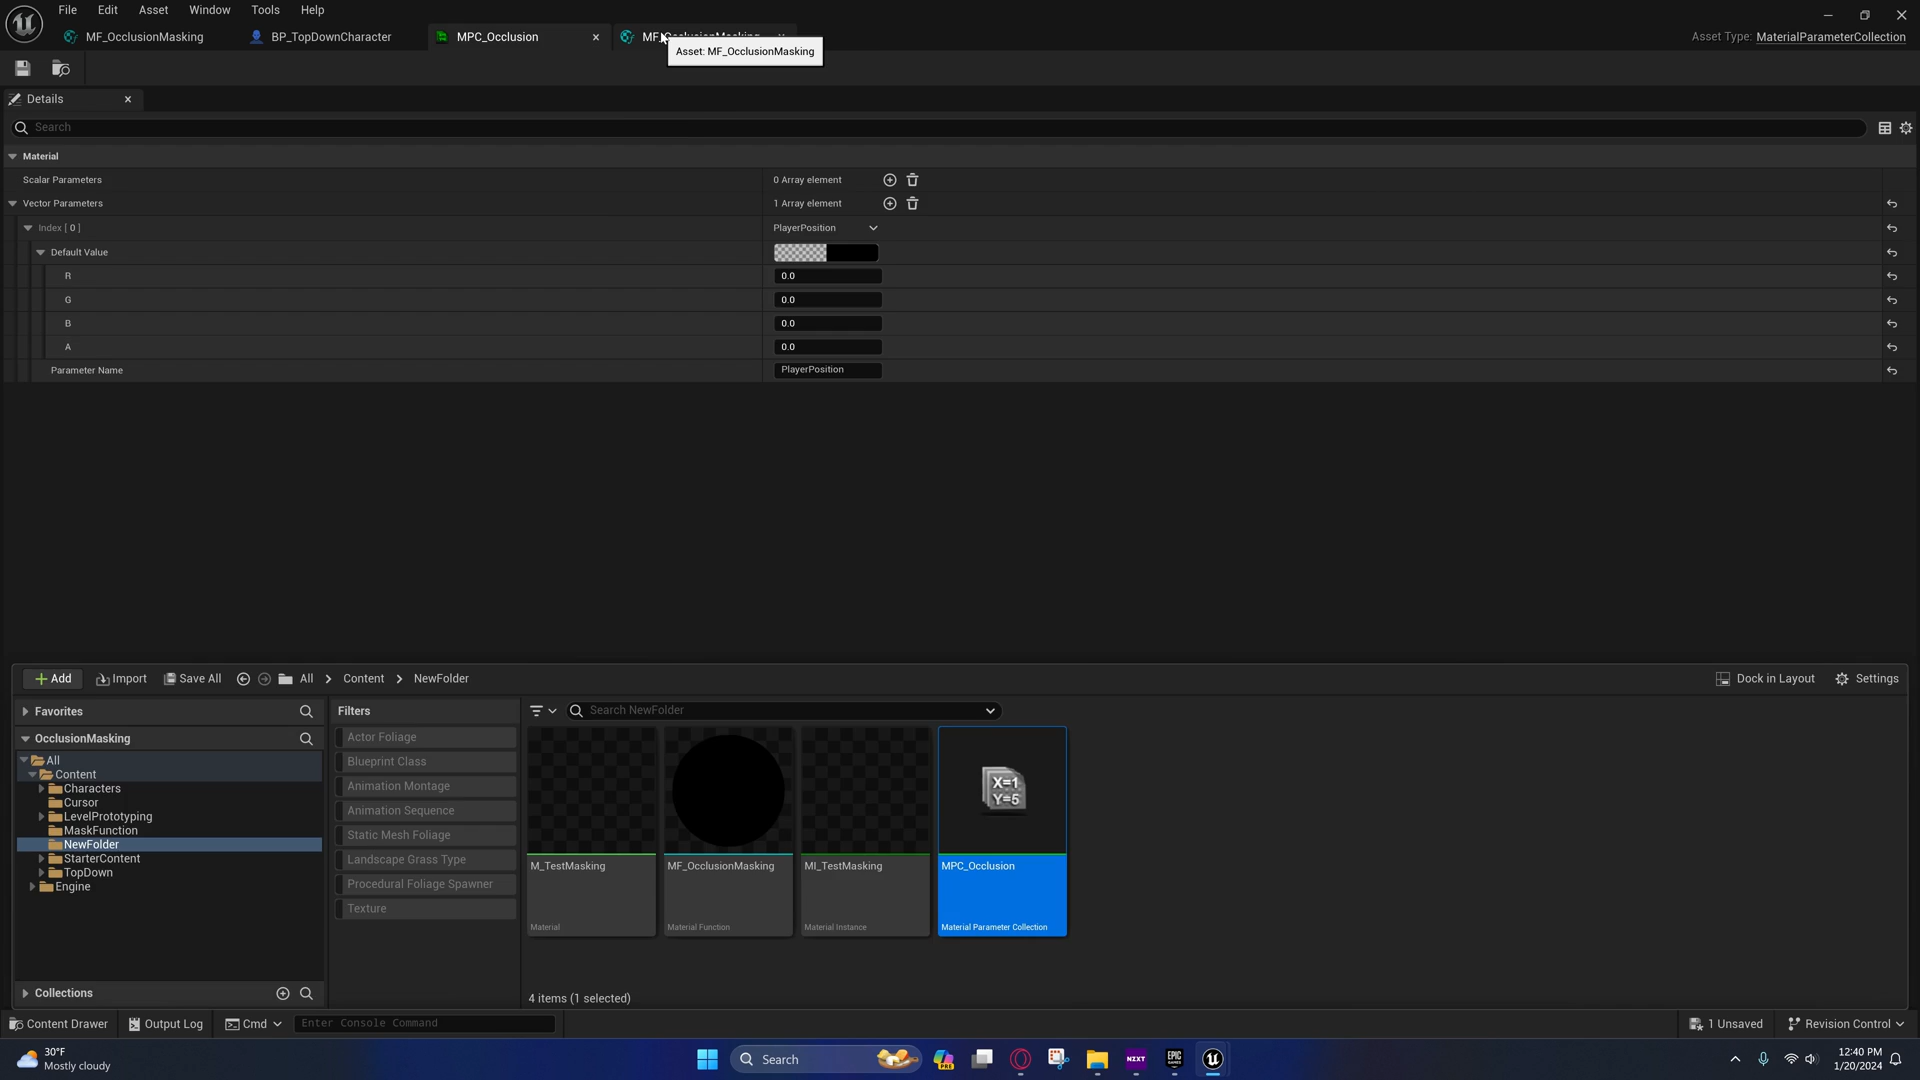 File Edit Asset Window Tools Help
MF_OcclusionMasking BP_TopDownCharacter MPC_Occlusion MF_OcclusionMasking Asset Type: MaterialParameterCollection
Asset: MF_OcclusionMasking
Details
Search
Material
Scalar Parameters 0 Array element
Vector Parameters 1 Array element
Index [ 0 ] PlayerPosition
Default Value
R 0.0
G 0.0
B 0.0
A 0.0
Parameter Name PlayerPosition
Add Import Save All All Content NewFolder Dock in Layout Settings
Favorites
OcclusionMasking
All
Content
Characters
Cursor
LevelPrototyping
MaskFunction
NewFolder
StarterContent
TopDown
Engine
Collections
Filters
Actor Foliage
Blueprint Class
Animation Montage
Animation Sequence
Static Mesh Foliage
Landscape Grass Type
Procedural Foliage Spawner
Texture
Search NewFolder
X=1
Y=5
M_TestMasking MF_OcclusionMasking MI_TestMasking MPC_Occlusion
Material Material Function Material Instance Material Parameter Collection
4 items (1 selected)
Content Drawer Output Log Cmd Enter Console Command 1 Unsaved Revision Control
30°F
Mostly cloudy
Search
PRE
NZXT
EPIC
GAMES
12:40 PM
1/20/2024